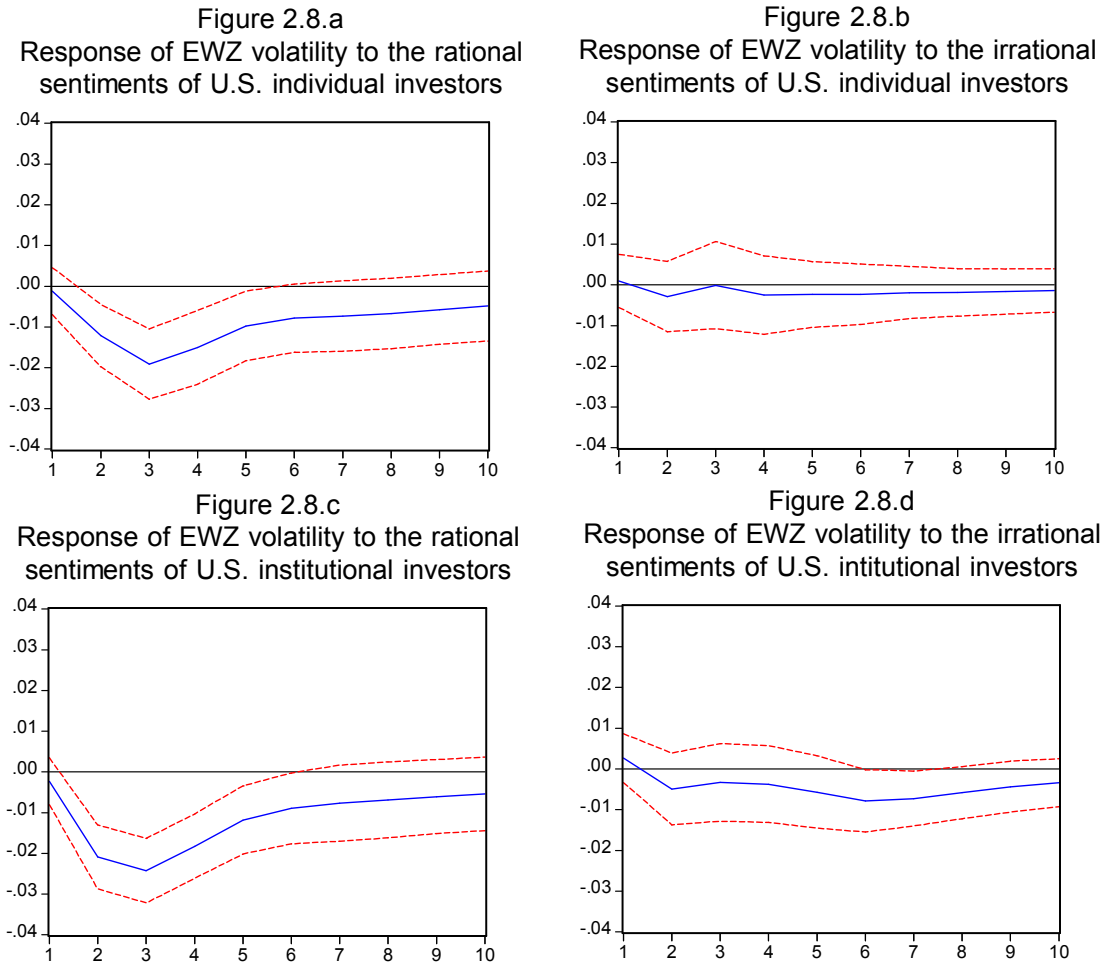 Figure 2.8.a
Response of EWZ volatility to the rational
sentiments of U.S. individual investors
.04
.03
.02
.01
.00
-.01
-.02
-.03
-.04
1 2 3 4 5 6 7 8 9 10
Figure 2.8.b
Response of EWZ volatility to the irrational
sentiments of U.S. individual investors
.04
.03
.02
.01
.00
-.01
-.02
-.03
-.04
1 2 3 4 5 6 7 8 9 10
Figure 2.8.c
Response of EWZ volatility to the rational
sentiments of U.S. institutional investors
.04
.03
.02
.01
.00
-.01
-.02
-.03
-.04
1 2 3 4 5 6 7 8 9 10
Figure 2.8.d
Response of EWZ volatility to the irrational
sentiments of U.S. intitutional investors
.04
.03
.02
.01
.00
-.01
-.02
-.03
-.04
1 2 3 4 5 6 7 8 9 10